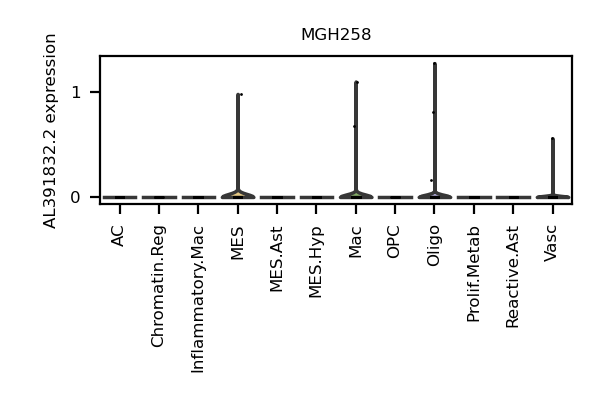 MGH258
AL391832.2 expression
1
0
AC
Chromatin.Reg
Inflammatory.Mac
MES
MES.Ast
MES.Hyp
Mac
OPC
Oligo
Prolif.Metab
Reactive.Ast
Vasc